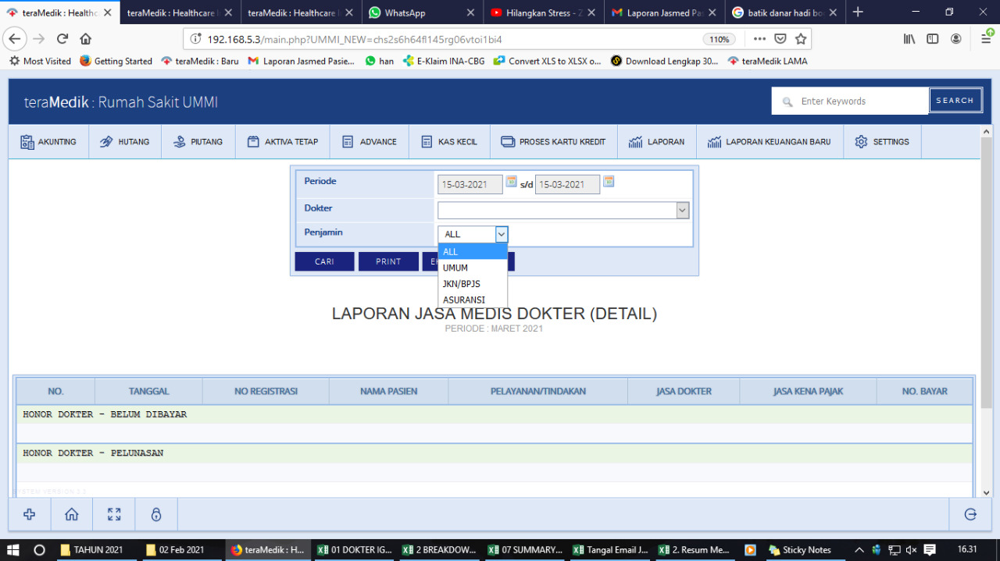 teraMedik : Healthc
teraMedik : Healthcare
teraMedik : Healthcare
WhatsApp
Hilangkan Stress - Z
M Laporan Jasmed Pa
G batik danar hadi bo
192.168.5.3/main.php?UMMI_NEW=chs2s6h64fl145rg06vtoi1bi4
110%
Most Visited
Getting Started
teraMedik : Baru
M Laporan Jasmed Pasie...
han
E-Klaim INA-CBG
Convert XLS to XLSX o...
Download Lengkap 30...
teraMedik LAMA
teraMedik : Rumah Sakit UMMI
Enter Keywords
SEARCH
AKUNTING
HUTANG
PIUTANG
AKTIVA TETAP
ADVANCE
KAS KECIL
PROSES KARTU KREDIT
LAPORAN
LAPORAN KEUANGAN BARU
SETTINGS
Periode
15-03-2021 s/d 15-03-2021
Dokter
Penjamin
ALL
ALL
UMUM
JKN/BPJS
ASURANSI
CARI
PRINT
LAPORAN JASA MEDIS DOKTER (DETAIL)
PERIODE : MARET 2021
NO.
TANGGAL
NO REGISTRASI
NAMA PASIEN
PELAYANAN/TINDAKAN
JASA DOKTER
JASA KENA PAJAK
NO. BAYAR
HONOR DOKTER - BELUM DIBAYAR
HONOR DOKTER - PELUNASAN
TAHUN 2021
02 Feb 2021
teraMedik : H...
01 DOKTER IG...
2 BREAKDOW...
07 SUMMARY...
Tangal Email J...
2. Resum Me...
Sticky Notes
16.31